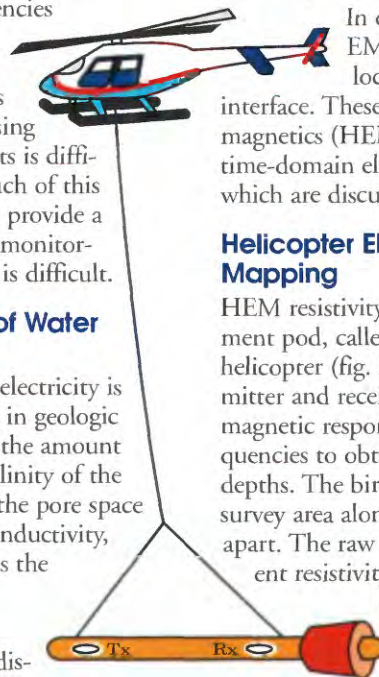 encies
s
sing
ts is diffi-
uch of this
provide a
monitor-
is difficult.
of Water
electricity is
in geologic
the amount
linity of the
the pore space
nductivity,
s the
dis-
In
EM
loc
interface. These
magnetics (HEM
time-domain el
which are discu
Helicopter El
Mapping
HEM resistivity
ment pod, calle
helicopter (fig.
mitter and recei
magnetic respon
quencies to obt
depths. The bir
survey area alon
apart. The raw
ent resistivit
Tx Rx